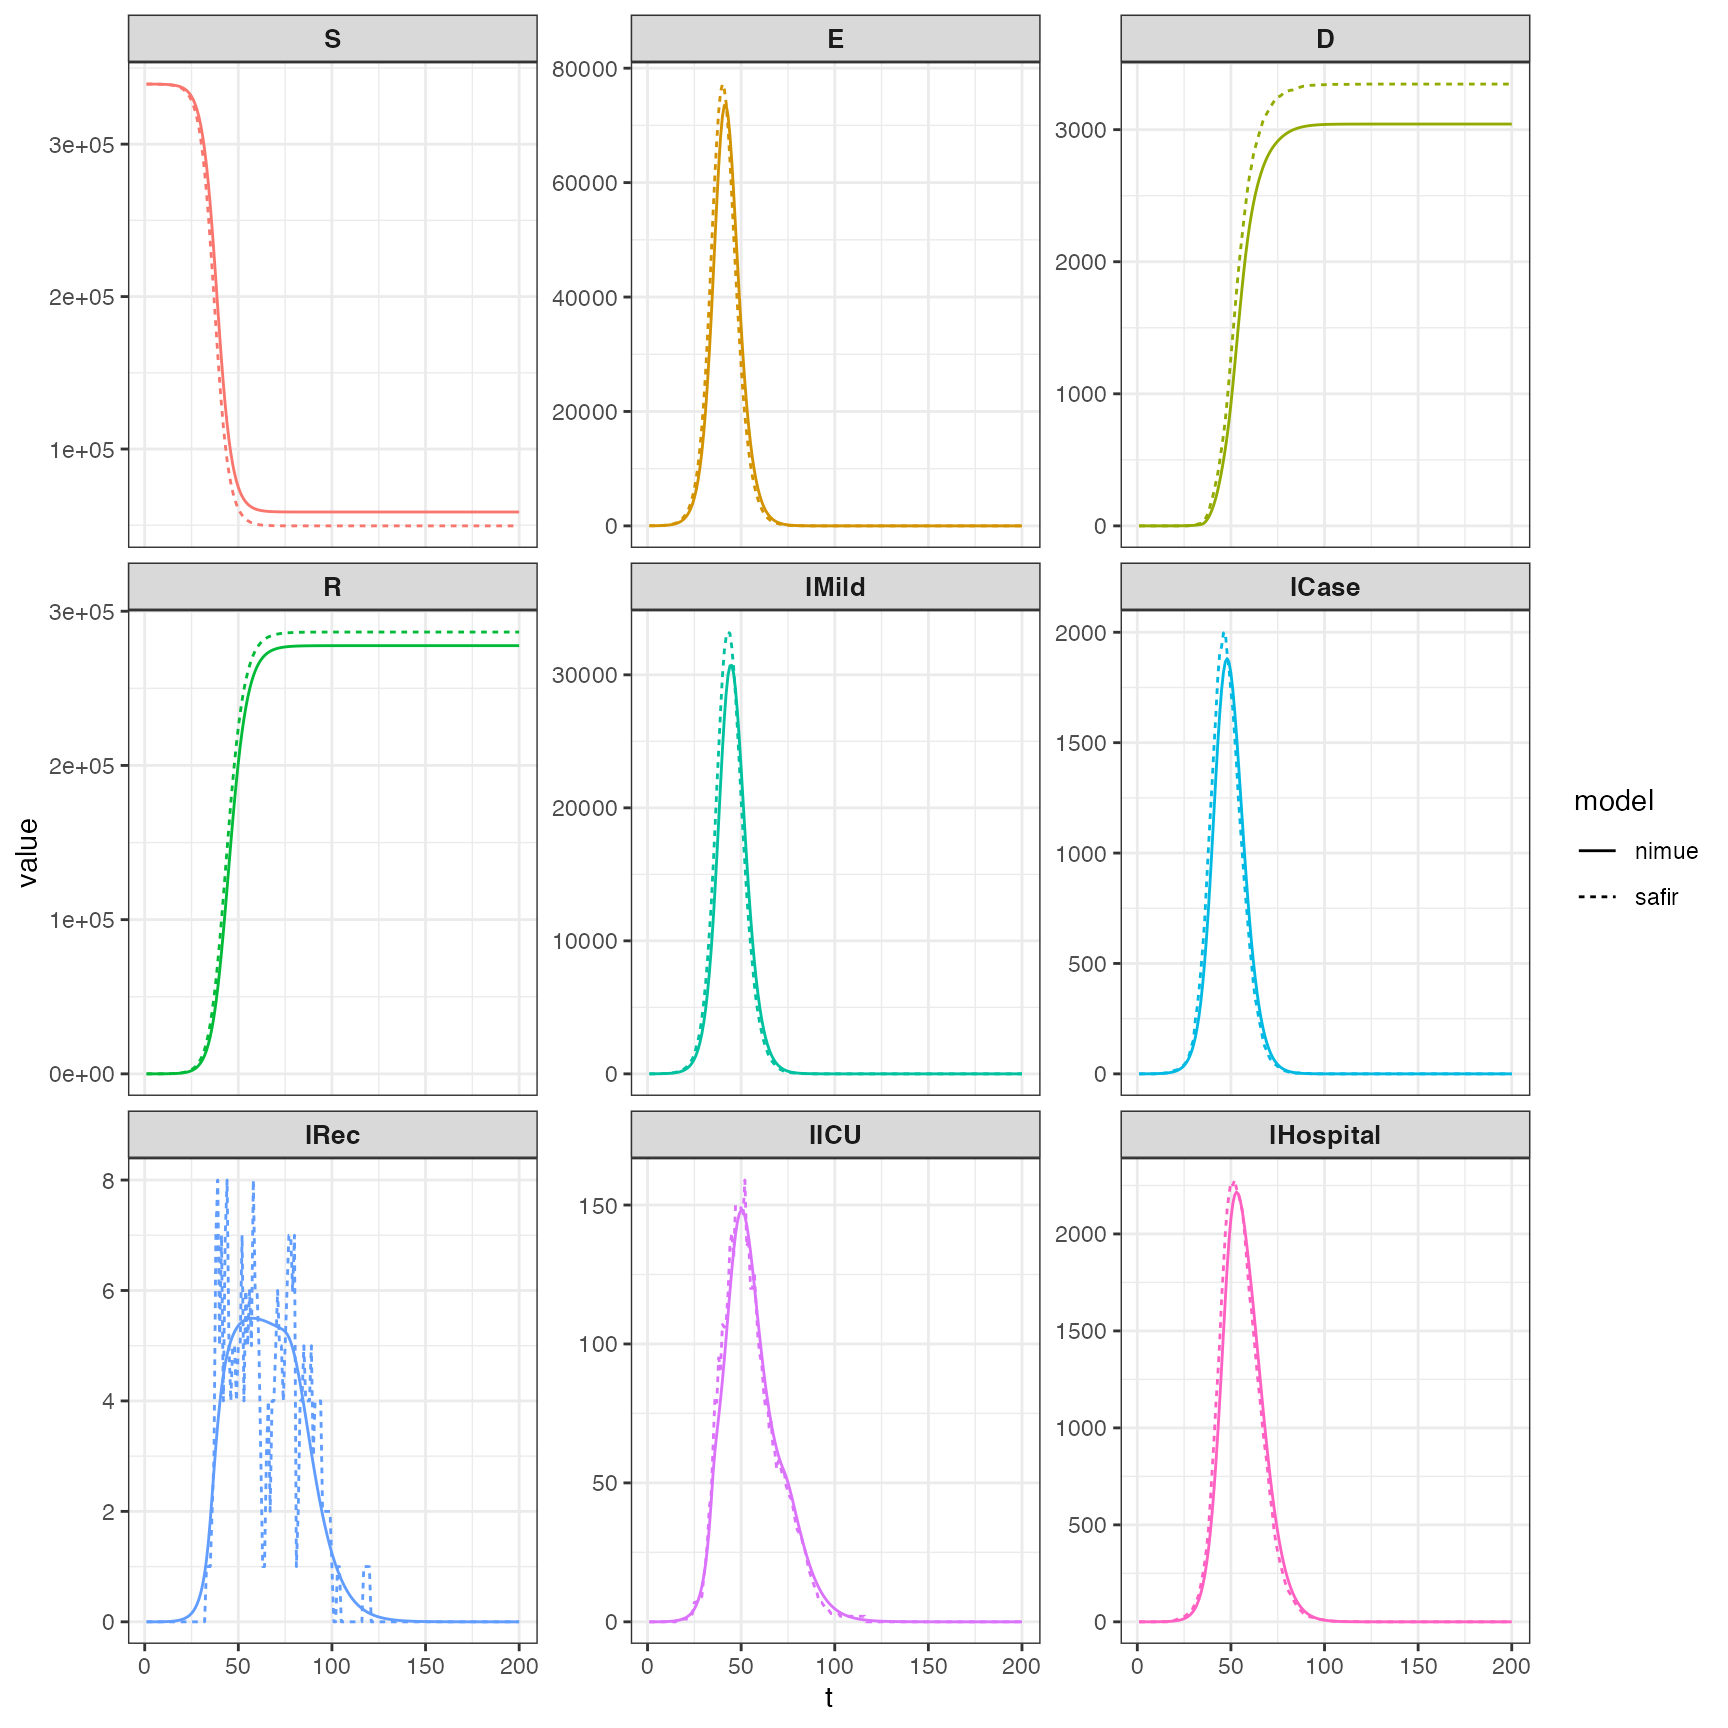 S E D
3e+05
2e+05
1e+05
80000
60000
40000
20000
0
3000
2000
1000
0
R IMild ICase
3e+05
2e+05
1e+05
0e+00
30000
20000
10000
0
2000
1500
1000
500
0
value
model
nimue
safir
IRec IICU IHospital
8
6
4
2
0
150
100
50
0
2000
1500
1000
500
0
0 50 100 150 200 0 50 100 150 200 0 50 100 150 200
t